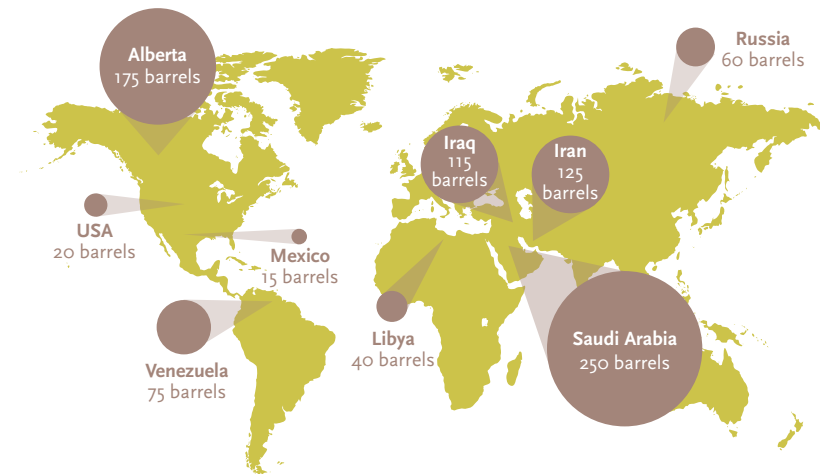 Alberta
175 barrels
Russia
60 barrels
Iraq
115
barrels
Iran
125
barrels
USA
20 barrels
Mexico
15 barrels
Venezuela
75 barrels
Libya
40 barrels
Saudi Arabia
250 barrels